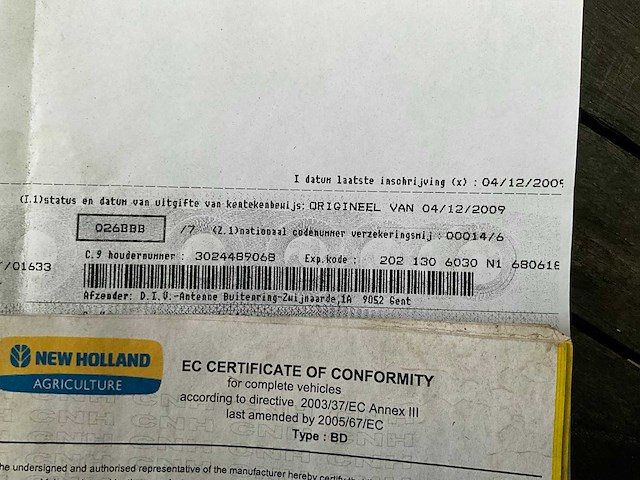 I datum laatste inschrijving (x) : 04/12/2009
(I.1)status en datum van uitgifte van kentekenbewijs: ORIGINEEL VAN 04/12/2009
026BBB /7 (Z.1)nationaal codenummer verzekeringsmij : 00014/6
C.9 houdernummer : 3024489068 Exp.kode : 202 130 6030 N1 68061E
/01633
Afzender: D.I.V.-Antenne Buitenring-Zwijnaarde,1A 9052 Gent
NEW HOLLAND
AGRICULTURE
EC CERTIFICATE OF CONFORMITY
for complete vehicles
according to directive 2003/37/EC Annex III
last amended by 2005/67/EC
Type : BD
he undersigned and authorised representative of the manufacturer hereby certify